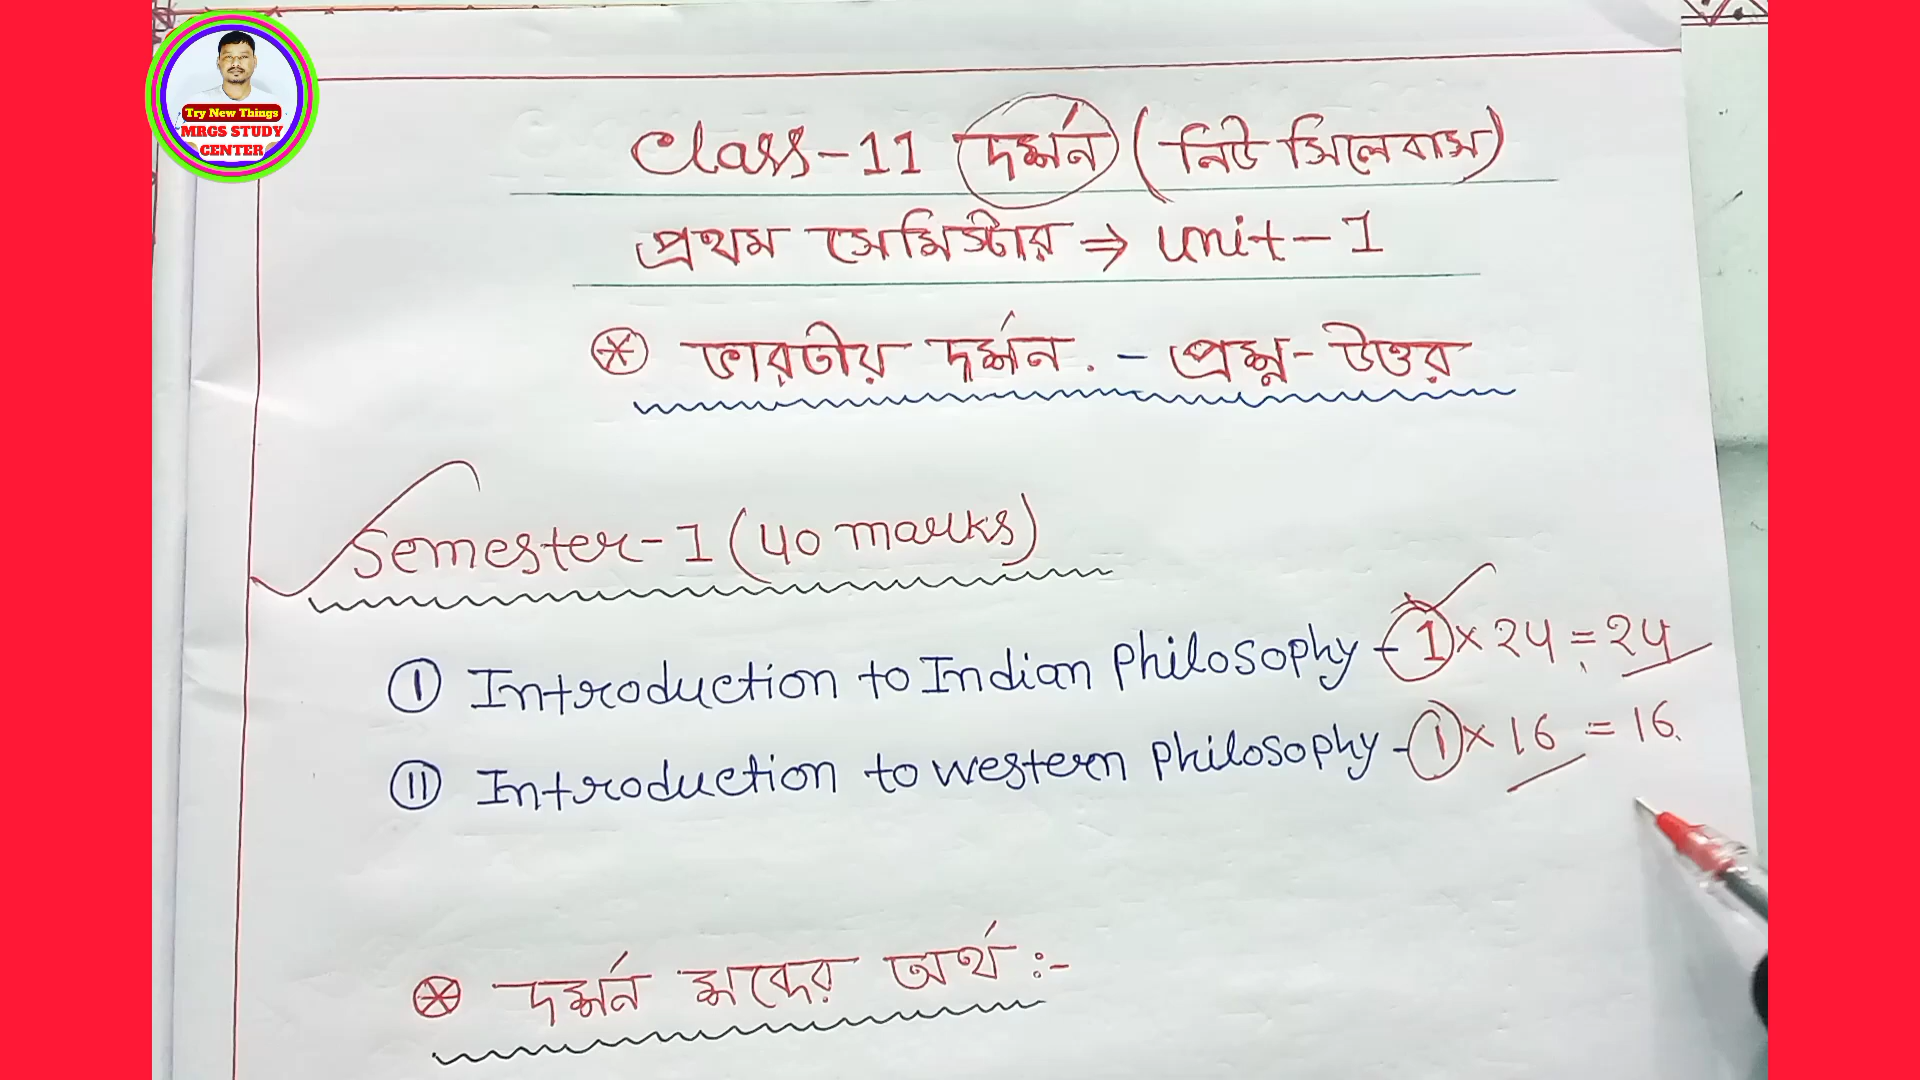 Try New Things
MRGS STUDY
CENTER
Class-11 দর্শন (নিউ সিলেবাস)
প্রথম সেমিস্টার ⇒ unit-1
ভারতীয় দর্শন. - প্রশ্ন-উত্তর
Semester-1 (40 marks)
I Introduction to Indian Philosophy - 1 × 24 = 24
II Introduction to western Philosophy - 1 × 16 = 16
দর্শন শব্দের অর্থ :-